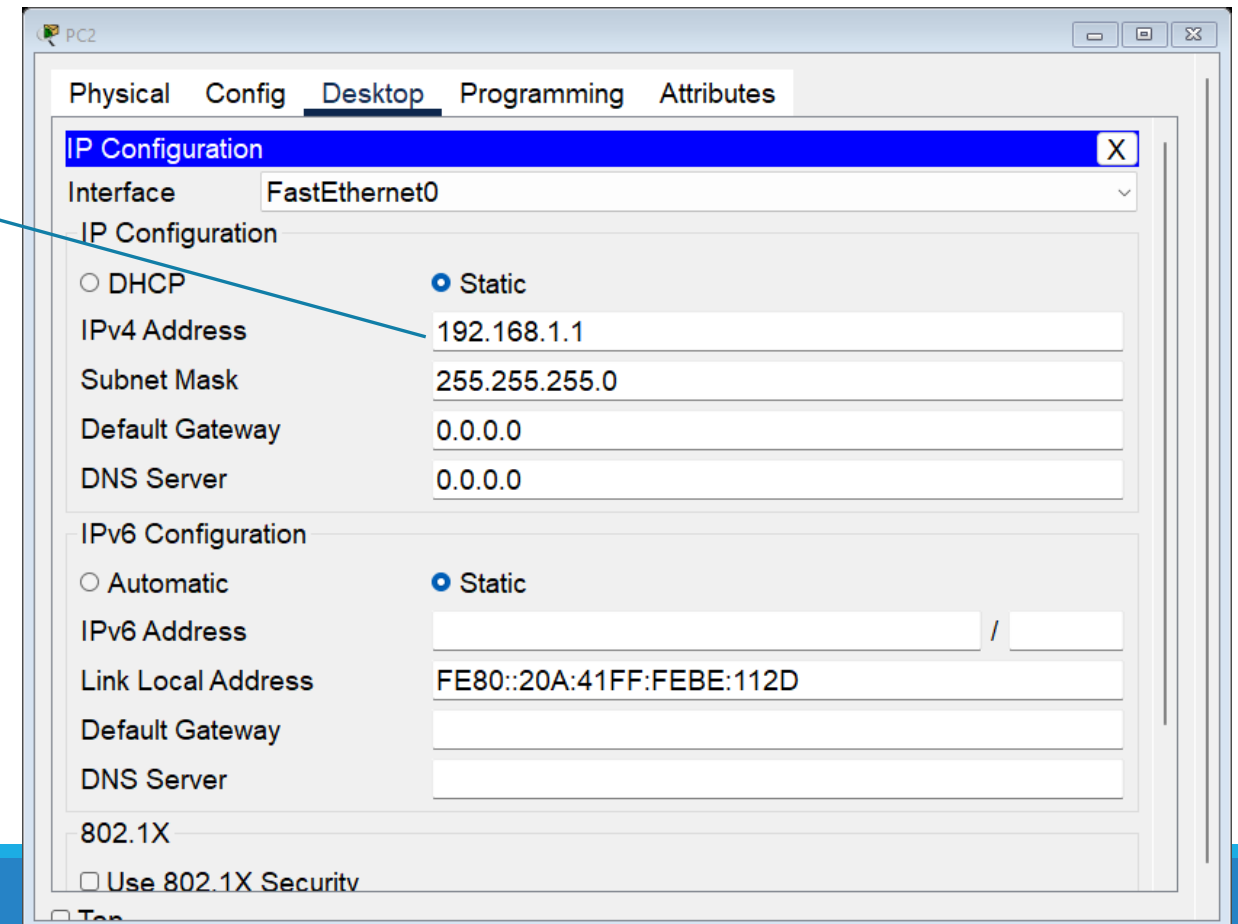 PC2
Physical Config Desktop Programming Attributes
IP Configuration X
Interface FastEthernet0
IP Configuration
DHCP Static
IPv4 Address 192.168.1.1
Subnet Mask 255.255.255.0
Default Gateway 0.0.0.0
DNS Server 0.0.0.0
IPv6 Configuration
Automatic Static
IPv6 Address /
Link Local Address FE80::20A:41FF:FEBE:112D
Default Gateway
DNS Server
802.1X
Use 802.1X Security
Top